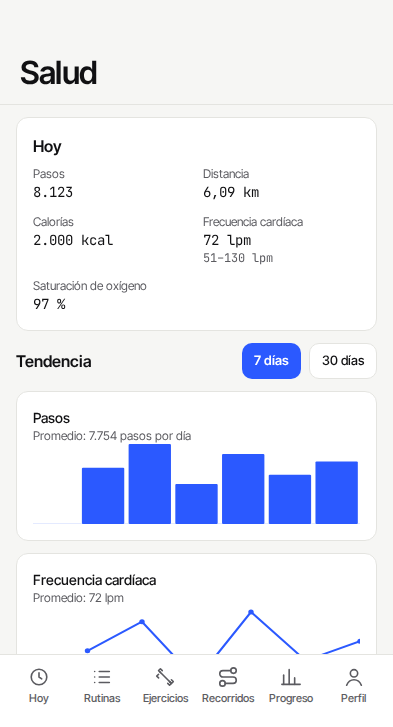 Salud
Hoy
Pasos
8.123
Distancia
6,09 km
Calorías
2.000 kcal
Frecuencia cardíaca
72 lpm
51–130 lpm
Saturación de oxígeno
97 %
Tendencia
7 días
30 días
Pasos
Promedio: 7.754 pasos por día
Frecuencia cardíaca
Promedio: 72 lpm
Hoy
Rutinas
Ejercicios
Recorridos
Progreso
Perfil